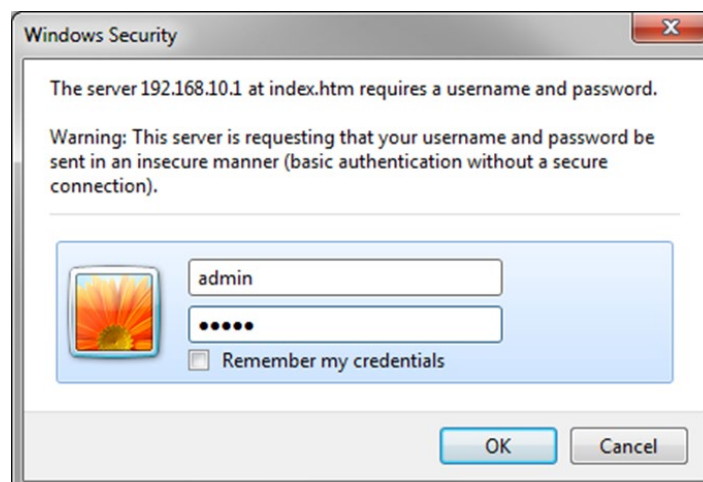 Windows Security
The server 192.168.10.1 at index.htm requires a username and password.
Warning: This server is requesting that your username and password be
sent in an insecure manner (basic authentication without a secure
connection).
admin
•••••
Remember my credentials
OK
Cancel